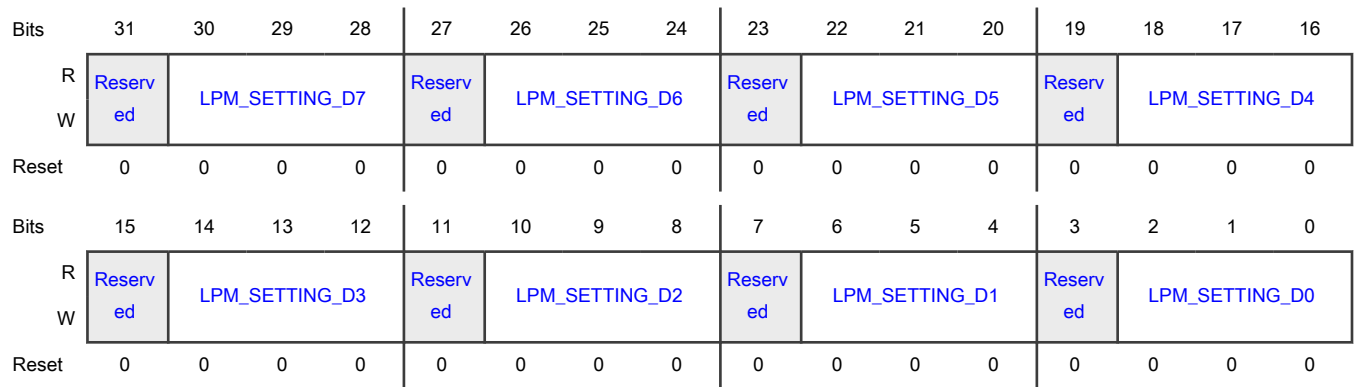 Bits 31 30 29 28 27 26 25 24 23 22 21 20 19 18 17 16
R Reserv Reserv Reserv Reserv
LPM_SETTING_D7 LPM_SETTING_D6 LPM_SETTING_D5 LPM_SETTING_D4
W ed ed ed ed
Reset 0 0 0 0 0 0 0 0 0 0 0 0 0 0 0 0
Bits 15 14 13 12 11 10 9 8 7 6 5 4 3 2 1 0
R Reserv Reserv Reserv Reserv
LPM_SETTING_D3 LPM_SETTING_D2 LPM_SETTING_D1 LPM_SETTING_D0
W ed ed ed ed
Reset 0 0 0 0 0 0 0 0 0 0 0 0 0 0 0 0